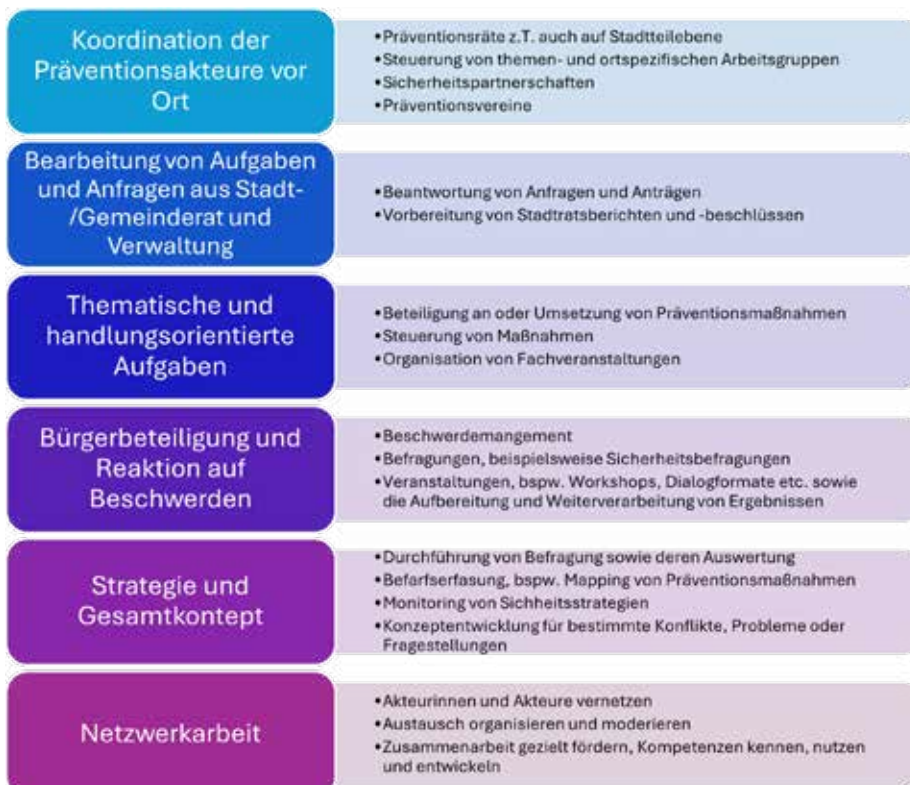 Koordination der
Präventionsakteure vor
Ort
•Präventionsräte z.T. auch auf Stadtteilebene
•Steuerung von themen- und ortspezifischen Arbeitsgruppen
•Sicherheitspartnerschaften
•Präventionsvereine
Bearbeitung von Aufgaben
und Anfragen aus Stadt-
/Gemeinderat und
Verwaltung
•Beantwortung von Anfragen und Anträgen
•Vorbereitung von Stadtratsberichten und -beschlüssen
Thematische und
handlungsorientierte
Aufgaben
•Beteiligung an oder Umsetzung von Präventionsmaßnahmen
•Steuerung von Maßnahmen
•Organisation von Fachveranstaltungen
Bürgerbeteiligung und
Reaktion auf
Beschwerden
•Beschwerdemangement
•Befragungen, beispielsweise Sicherheitsbefragungen
•Veranstaltungen, bspw. Workshops, Dialogformate etc. sowie
die Aufbereitung und Weiterverarbeitung von Ergebnissen
Strategie und
Gesamtkontept
•Durchführung von Befragung sowie deren Auswertung
•Befarfserfassung, bspw. Mapping von Präventionsmaßnahmen
•Monitoring von Sichheitsstrategien
•Konzeptentwicklung für bestimmte Konflikte, Probleme oder
Fragestellungen
Netzwerkarbeit
•Akteurinnen und Akteure vernetzen
•Austausch organisieren und moderieren
•Zusammenarbeit gezielt fördern, Kompetenzen kennen, nutzen
und entwickeln